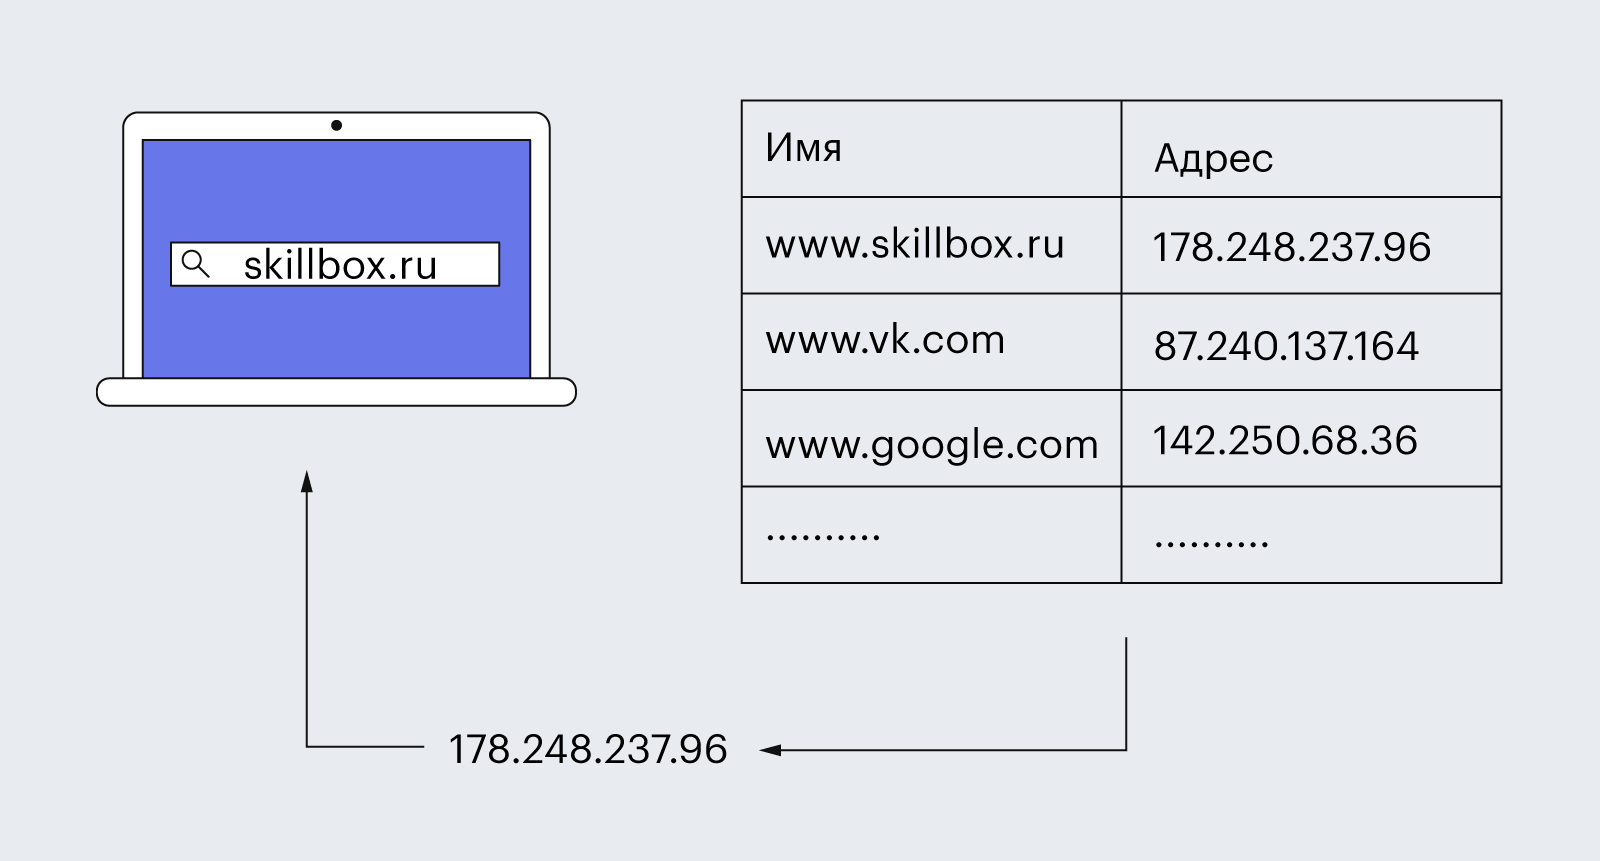 skillbox.ru
Имя Адрес
www.skillbox.ru 178.248.237.96
www.vk.com 87.240.137.164
www.google.com 142.250.68.36
.......... ..........
178.248.237.96